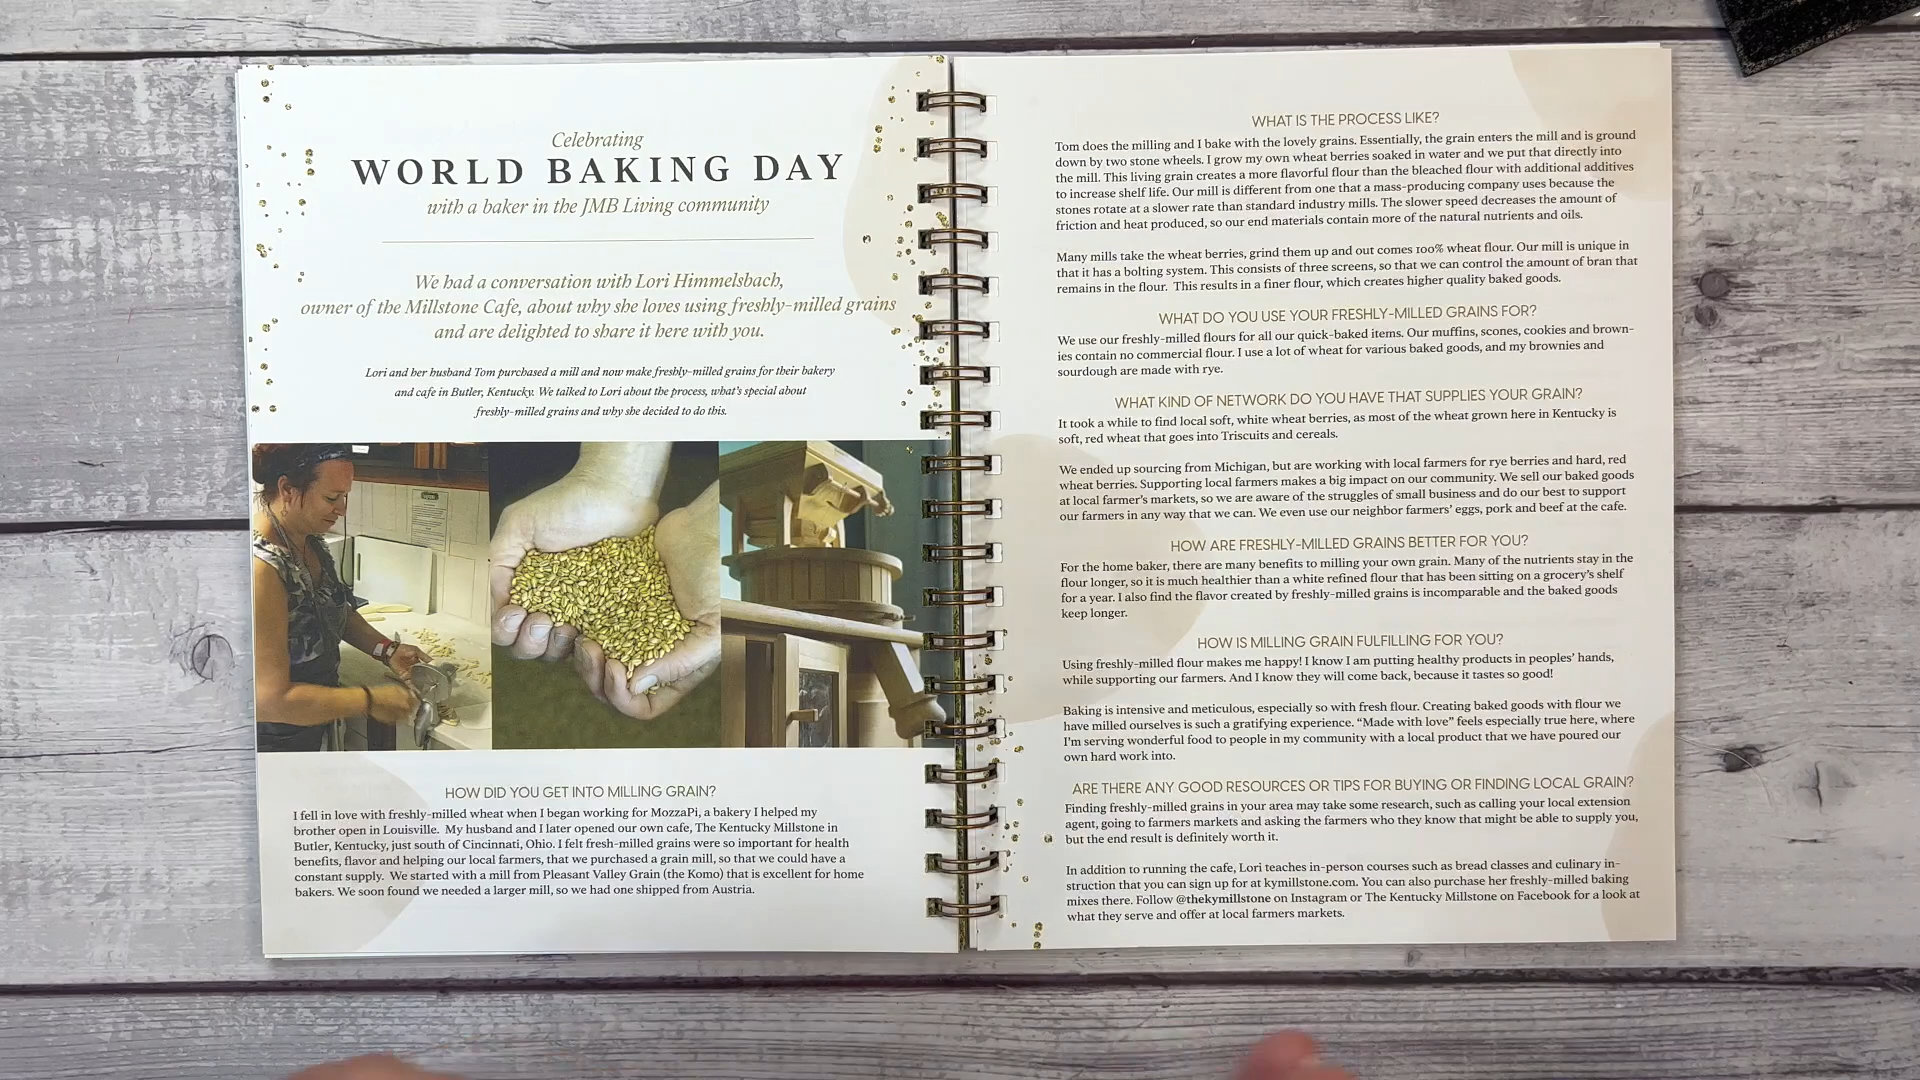 Celebrating
WORLD BAKING DAY
with a baker in the JMB Living community
We had a conversation with Lori Himmelsbach,
owner of the Millstone Cafe, about why she loves using freshly-milled grains
and are delighted to share it here with you.
Lori and her husband Tom purchased a mill and now make freshly-milled grains for their bakery
and cafe in Butler, Kentucky. We talked to Lori about the process, what's special about
freshly-milled grains and why she decided to do this.
HOW DID YOU GET INTO MILLING GRAIN?
I fell in love with freshly-milled wheat when I began working for MozzaPi, a bakery I helped my
brother open in Louisville. My husband and I later opened our own cafe, The Kentucky Millstone in
Butler, Kentucky, just south of Cincinnati, Ohio. I felt fresh-milled grains were so important for health
benefits, flavor and helping our local farmers, that we purchased a grain mill, so that we could have a
constant supply. We started with a mill from Pleasant Valley Grain (the Komo) that is excellent for home
bakers. We soon found we needed a larger mill, so we had one shipped from Austria.
WHAT IS THE PROCESS LIKE?
Tom does the milling and I bake with the lovely grains. Essentially, the grain enters the mill and is ground
down by two stone wheels. I grow my own wheat berries soaked in water and we put that directly into
the mill. This living grain creates a more flavorful flour than the bleached flour with additional additives
to increase shelf life. Our mill is different from one that a mass-producing company uses because the
stones rotate at a slower rate than standard industry mills. The slower speed decreases the amount of
friction and heat produced, so our end materials contain more of the natural nutrients and oils.
Many mills take the wheat berries, grind them up and out comes 100% wheat flour. Our mill is unique in
that it has a bolting system. This consists of three screens, so that we can control the amount of bran that
remains in the flour. This results in a finer flour, which creates higher quality baked goods.
WHAT DO YOU USE YOUR FRESHLY-MILLED GRAINS FOR?
We use our freshly-milled flours for all our quick-baked items. Our muffins, scones, cookies and brown-
ies contain no commercial flour. I use a lot of wheat for various baked goods, and my brownies and
sourdough are made with rye.
WHAT KIND OF NETWORK DO YOU HAVE THAT SUPPLIES YOUR GRAIN?
It took a while to find local soft, white wheat berries, as most of the wheat grown here in Kentucky is
soft, red wheat that goes into Triscuits and cereals.
We ended up sourcing from Michigan, but are working with local farmers for rye berries and hard, red
wheat berries. Supporting local farmers makes a big impact on our community. We sell our baked goods
at local farmer's markets, so we are aware of the struggles of small business and do our best to support
our farmers in any way that we can. We even use our neighbor farmers' eggs, pork and beef at the cafe.
HOW ARE FRESHLY-MILLED GRAINS BETTER FOR YOU?
For the home baker, there are many benefits to milling your own grain. Many of the nutrients stay in the
flour longer, so it is much healthier than a white refined flour that has been sitting on a grocery's shelf
for a year. I also find the flavor created by freshly-milled grains is incomparable and the baked goods
keep longer.
HOW IS MILLING GRAIN FULFILLING FOR YOU?
Using freshly-milled flour makes me happy! I know I am putting healthy products in peoples' hands,
while supporting our farmers. And I know they will come back, because it tastes so good!
Baking is intensive and meticulous, especially so with fresh flour. Creating baked goods with flour we
have milled ourselves is such a gratifying experience. “Made with love” feels especially true here, where
I'm serving wonderful food to people in my community with a local product that we have poured our
own hard work into.
ARE THERE ANY GOOD RESOURCES OR TIPS FOR BUYING OR FINDING LOCAL GRAIN?
Finding freshly-milled grains in your area may take some research, such as calling your local extension
agent, going to farmers markets and asking the farmers who they know that might be able to supply you,
but the end result is definitely worth it.
In addition to running the cafe, Lori teaches in-person courses such as bread classes and culinary in-
struction that you can sign up for at kymillstone.com. You can also purchase her freshly-milled baking
mixes there. Follow @thekymillstone on Instagram or The Kentucky Millstone on Facebook for a look at
what they serve and offer at local farmers markets.